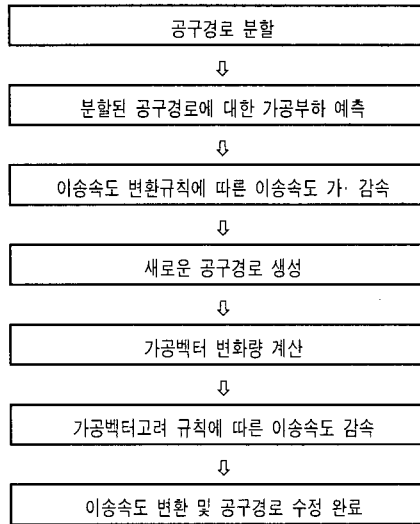 공구경로 분할
⇩
분할된 공구경로에 대한 가공부하 예측
⇩
이송속도 변환규칙에 따른 이송속도 가· 감속
⇩
새로운 공구경로 생성
⇩
가공벡터 변화량 계산
⇩
가공벡터고려 규칙에 따른 이송속도 감속
⇩
이송속도 변환 및 공구경로 수정 완료